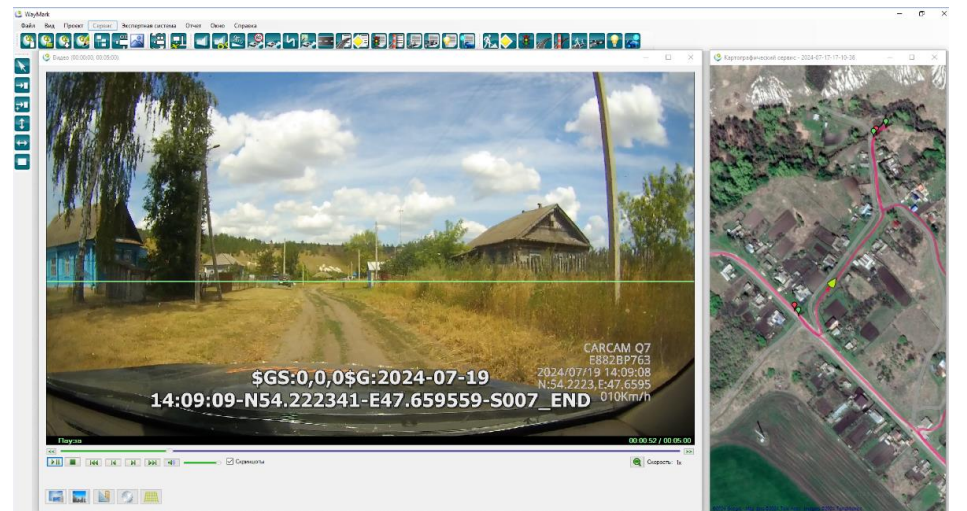 WayMark
Файл Вид Проект Сервис Экспертная система Отчет Окно Справка
Видео (00:00:00; 00:05:00)
Картографический сервис - 2024-07-17-17-19-36
CARCAM Q7
E882BP763
2024/07/19 14:09:08
N:54.2223,E:47.6595
010Km/h
$GS:0,0,0$G:2024-07-19
14:09:09-N54.222341-E47.659559-S007_END
Пауза
00:00:52 / 00:05:00
Скриншоты
Скорость: 1x